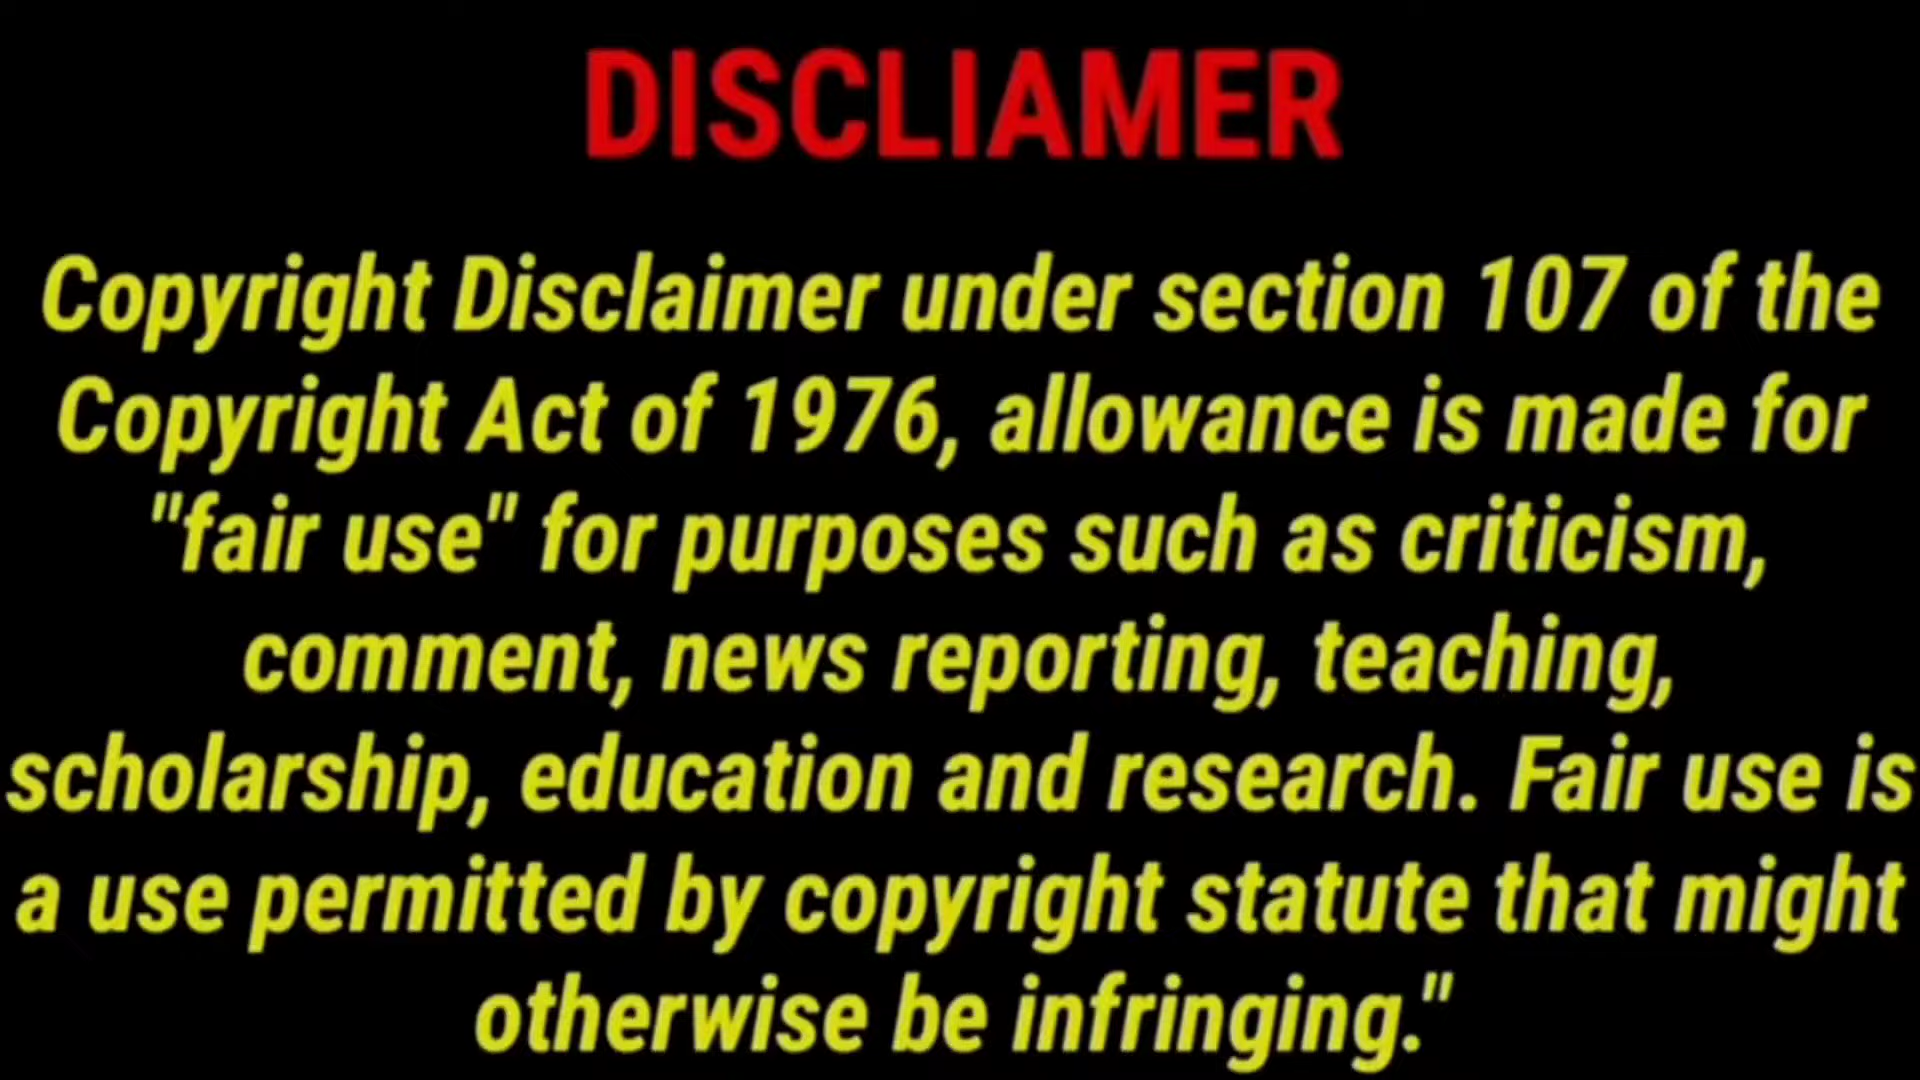 DISCLIAMER
Copyright Disclaimer under section 107 of the
Copyright Act of 1976, allowance is made for
"fair use" for purposes such as criticism,
comment, news reporting, teaching,
scholarship, education and research. Fair use is
a use permitted by copyright statute that might
otherwise be infringing."